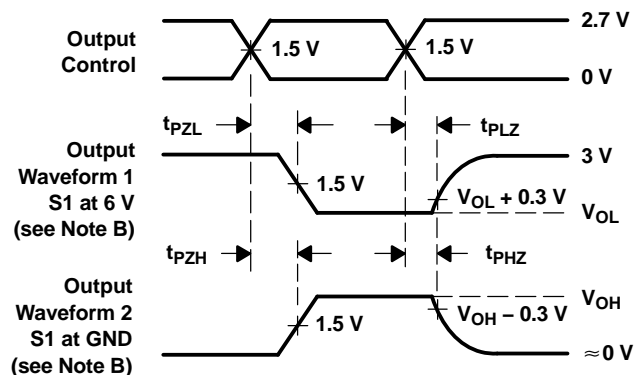 Output
Control
1.5 V
1.5 V
2.7 V
0 V
tPZL
tPLZ
Output
Waveform 1
S1 at 6 V
(see Note B)
1.5 V
3 V
VOL + 0.3 V
VOL
tPZH
tPHZ
Output
Waveform 2
S1 at GND
(see Note B)
1.5 V
VOH
VOH – 0.3 V
≈0 V